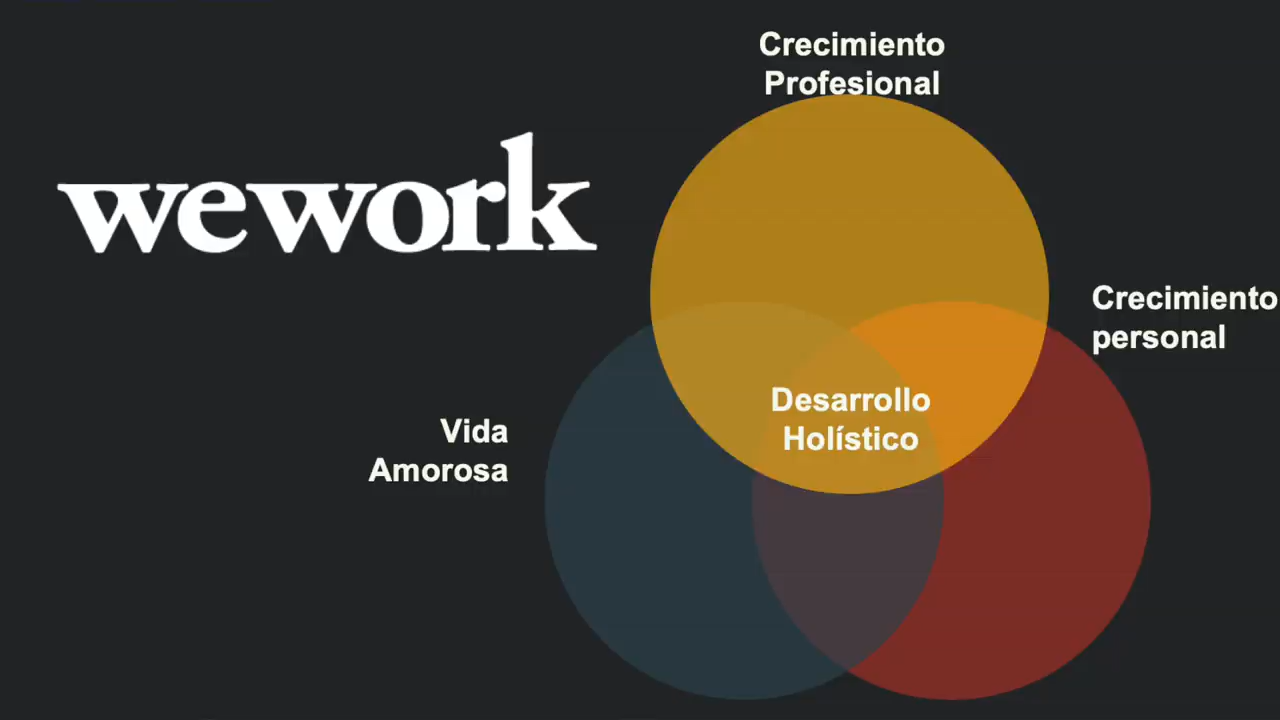 Crecimiento
Profesional
wework
Crecimiento
personal
Desarrollo
Holístico
Vida
Amorosa